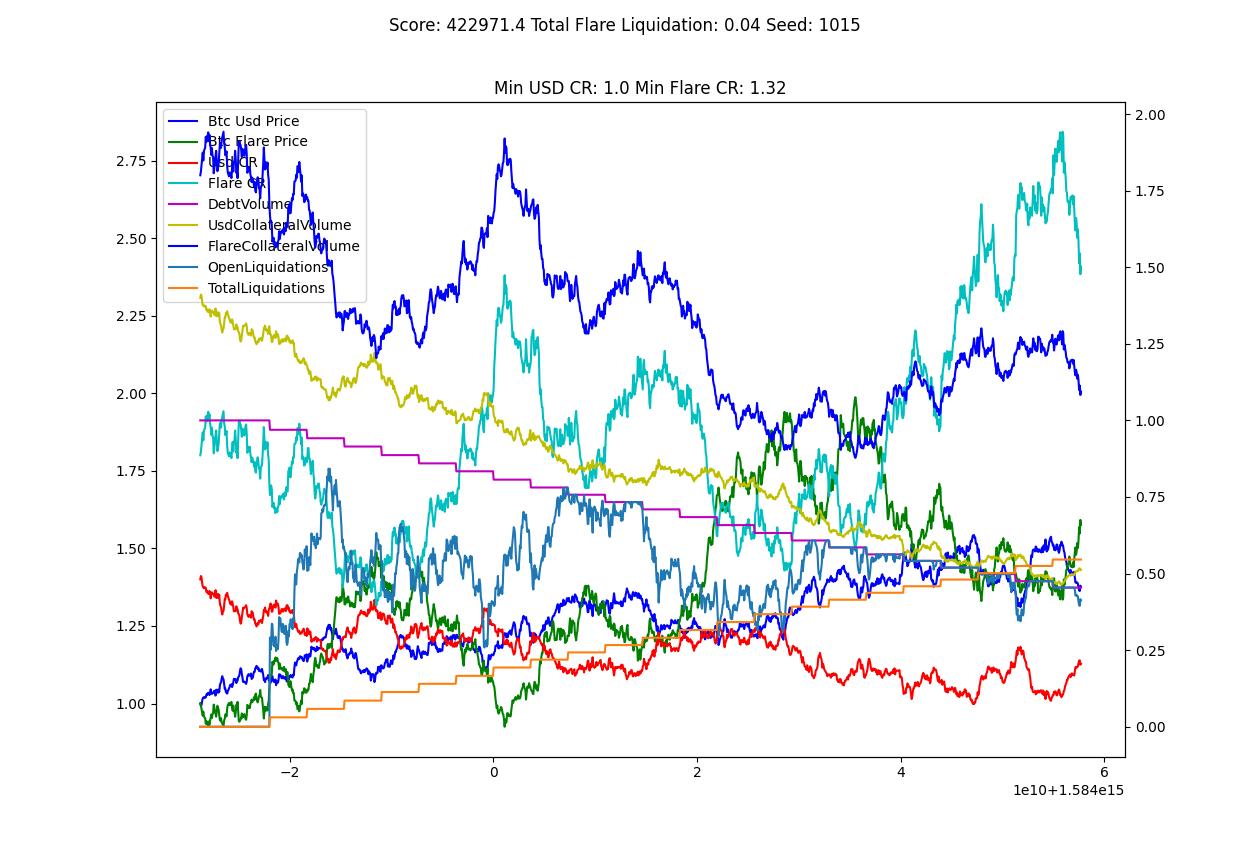 Score: 422971.4 Total Flare Liquidation: 0.04 Seed: 1015
Min USD CR: 1.0 Min Flare CR: 1.32
Btc Usd Price
Btc Flare Price
Usd CR
Flare CR
DebtVolume
UsdCollateralVolume
FlareCollateralVolume
OpenLiquidations
TotalLiquidations
2.75
2.50
2.25
2.00
1.75
1.50
1.25
1.00
2.00
1.75
1.50
1.25
1.00
0.75
0.50
0.25
0.00
−2
0
2
4
6
1e10+1.584e15